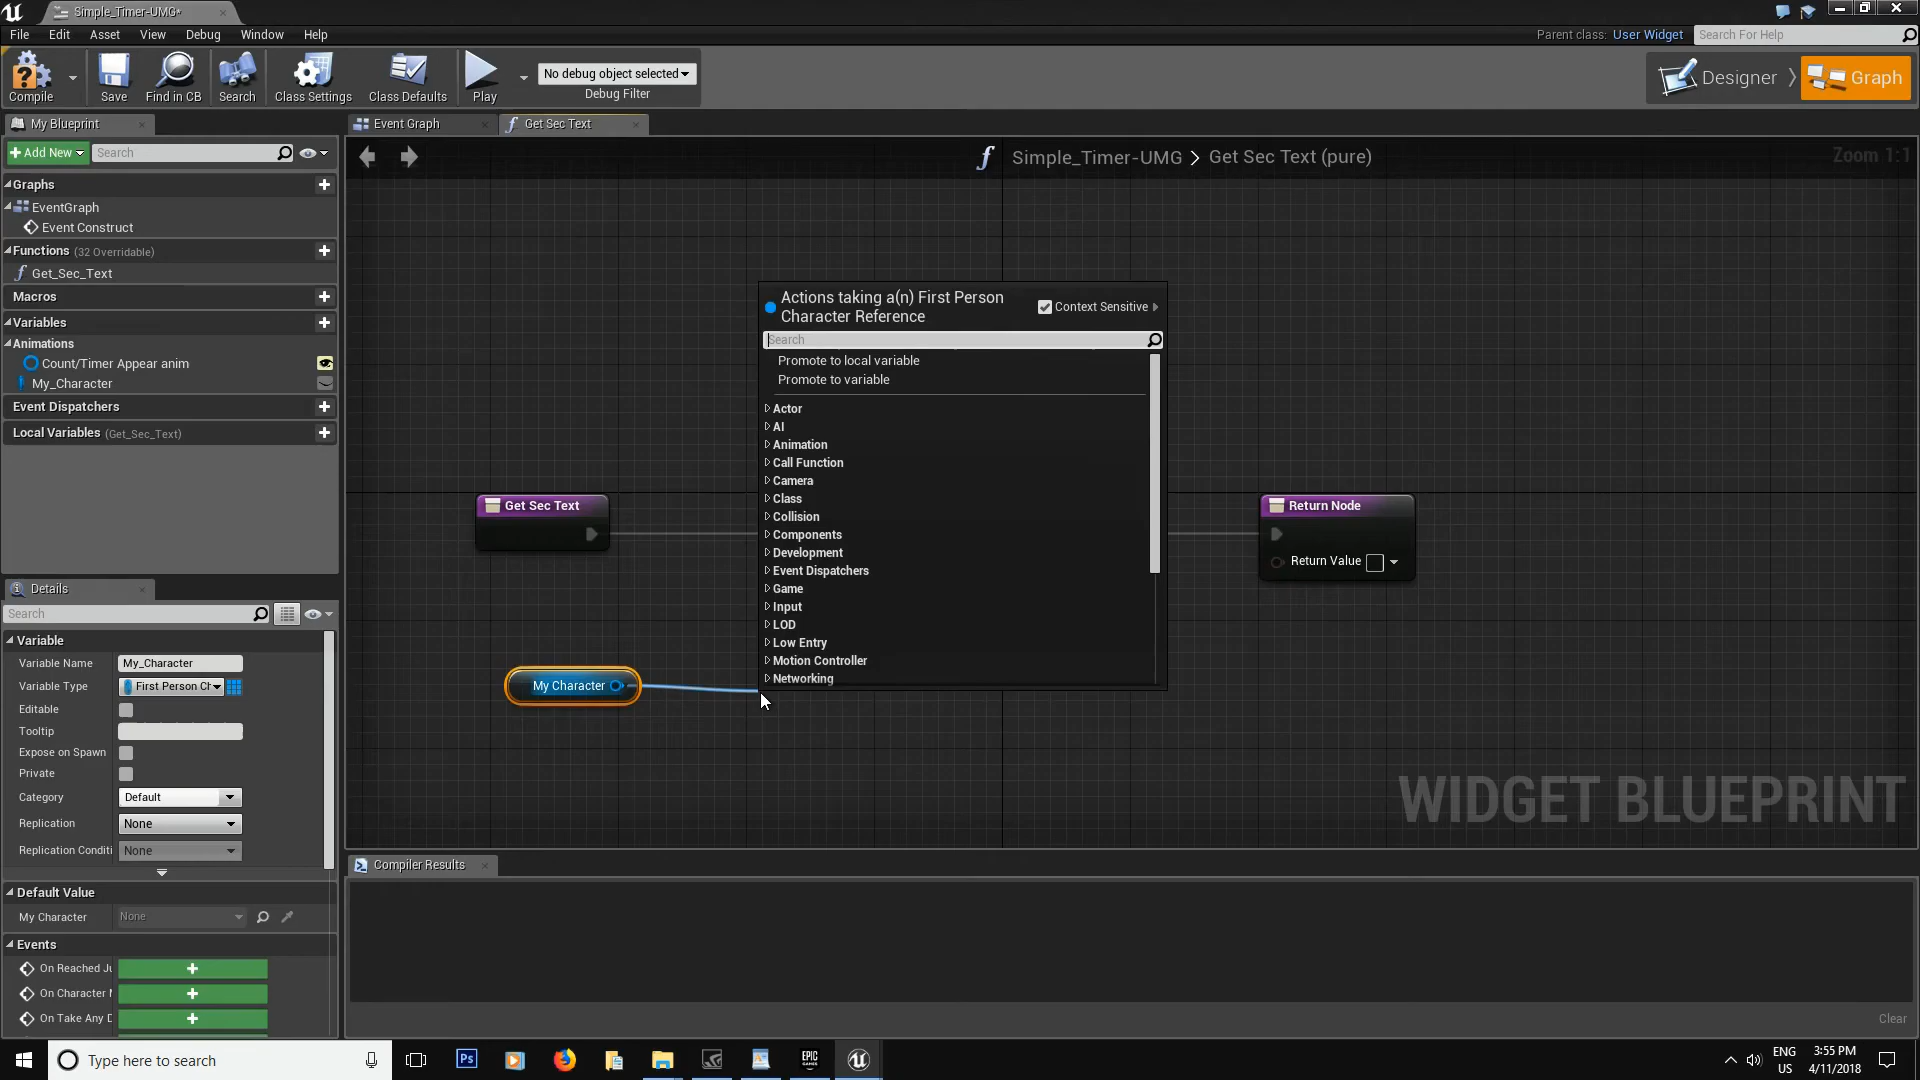 Simple_Timer-UMG*
File Edit Asset View Debug Window Help
Parent class: User Widget Search For Help
Compile Save Find in CB Search Class Settings Class Defaults Play
No debug object selected
Debug Filter
Designer Graph
My Blueprint
Event Graph
Get Sec Text
Add New Search
Simple_Timer-UMG > Get Sec Text (pure)
Zoom 1:1
Graphs
EventGraph
Event Construct
Functions (32 Overridable)
Get_Sec_Text
Macros
Variables
Animations
Count/Timer Appear anim
My_Character
Event Dispatchers
Local Variables (Get_Sec_Text)
Actions taking a(n) First Person
Character Reference
Context Sensitive
Search
Promote to local variable
Promote to variable
Actor
AI
Animation
Call Function
Camera
Class
Collision
Components
Development
Event Dispatchers
Game
Input
LOD
Low Entry
Motion Controller
Networking
Get Sec Text
Return Node
Return Value
My Character
WIDGET BLUEPRINT
Details
Search
Variable
Variable Name My_Character
Variable Type First Person Ch
Editable
Tooltip
Expose on Spawn
Private
Category Default
Replication None
Replication Conditi None
Default Value
My Character None
Events
On Reached Ju
On Character M
On Take Any D
Compiler Results
Clear
Type here to search
Ps
EPIC
GAMES
ENG
US
3:55 PM
4/11/2018